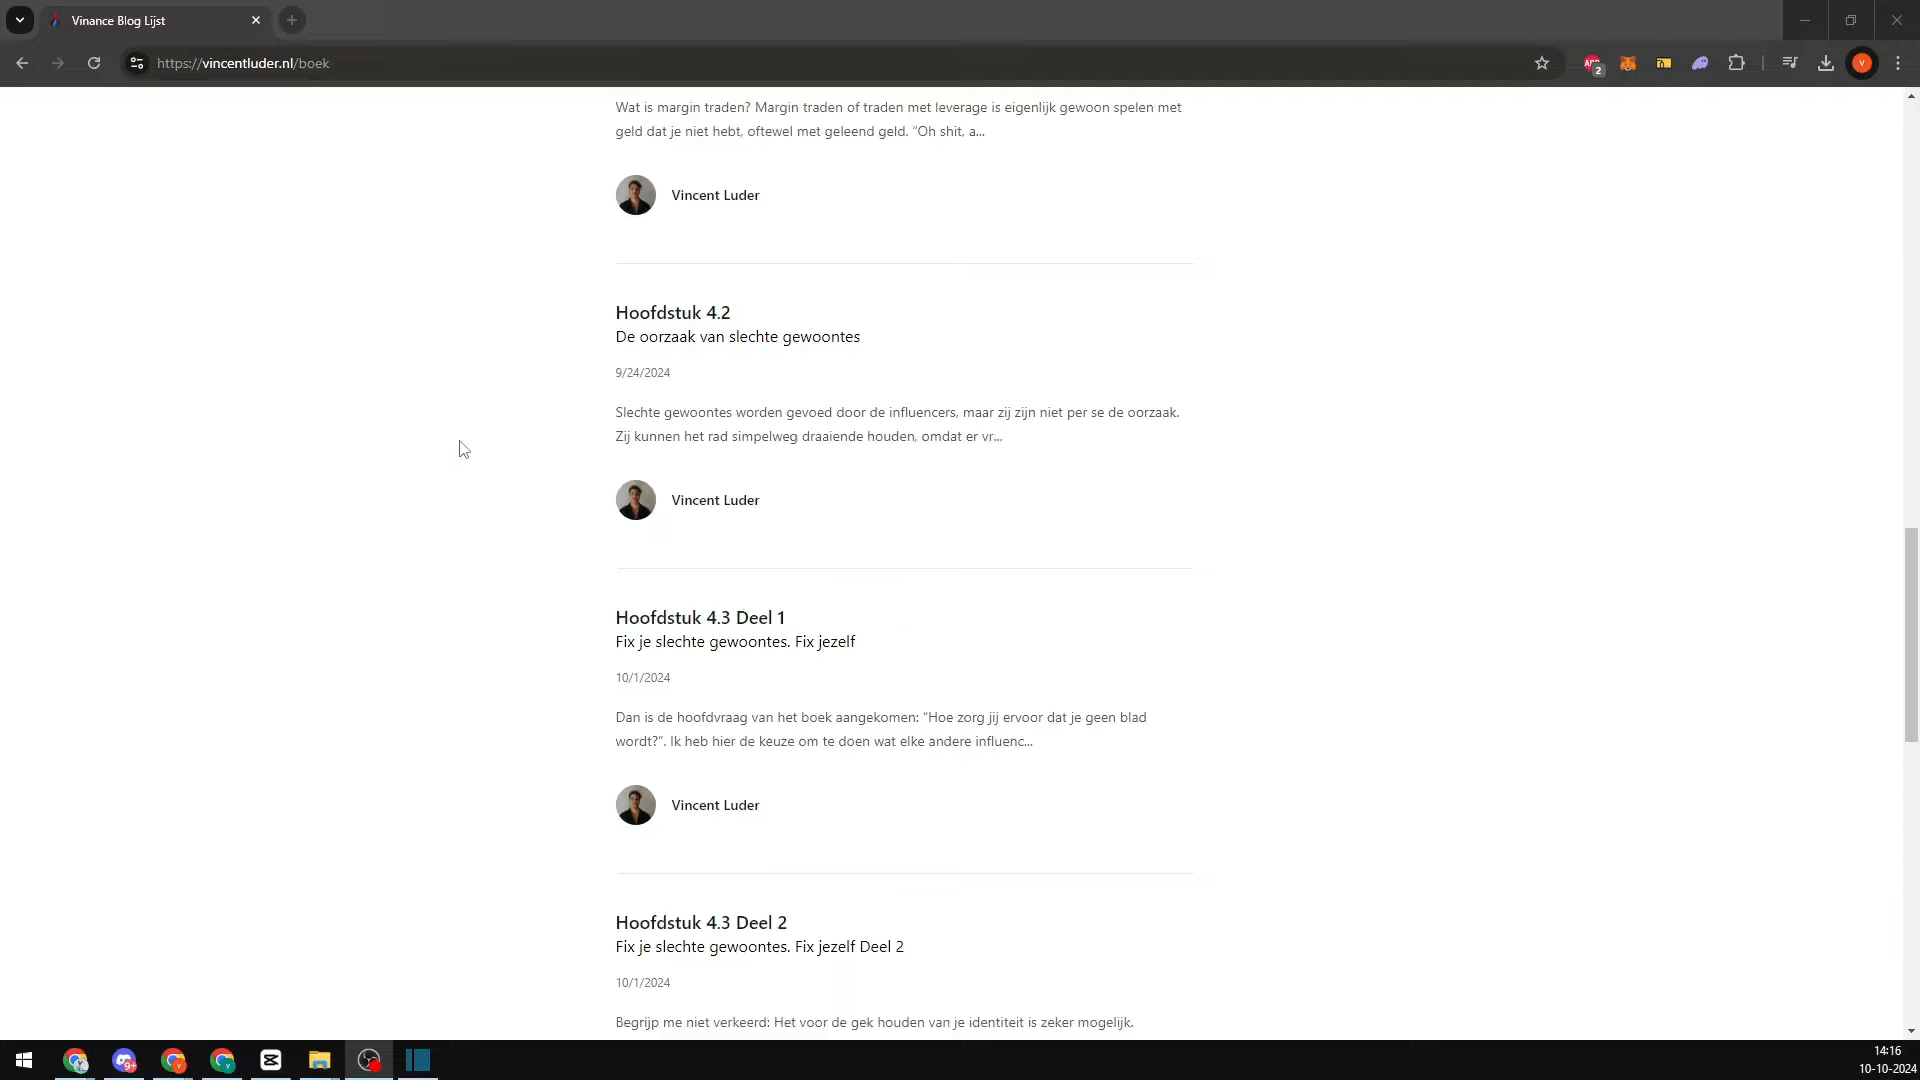 Vinance Blog Lijst
https://vincentluder.nl/boek
ABP
2
V
Wat is margin traden? Margin traden of traden met leverage is eigenlijk gewoon spelen met
geld dat je niet hebt, oftewel met geleend geld. “Oh shit, a...
Vincent Luder
Hoofdstuk 4.2
De oorzaak van slechte gewoontes
9/24/2024
Slechte gewoontes worden gevoed door de influencers, maar zij zijn niet per se de oorzaak.
Zij kunnen het rad simpelweg draaiende houden, omdat er vr...
Vincent Luder
Hoofdstuk 4.3 Deel 1
Fix je slechte gewoontes. Fix jezelf
10/1/2024
Dan is de hoofdvraag van het boek aangekomen: “Hoe zorg jij ervoor dat je geen blad
wordt?”. Ik heb hier de keuze om te doen wat elke andere influenc...
Vincent Luder
Hoofdstuk 4.3 Deel 2
Fix je slechte gewoontes. Fix jezelf Deel 2
10/1/2024
Begrijp me niet verkeerd: Het voor de gek houden van je identiteit is zeker mogelijk.
9+
14:16
10-10-2024